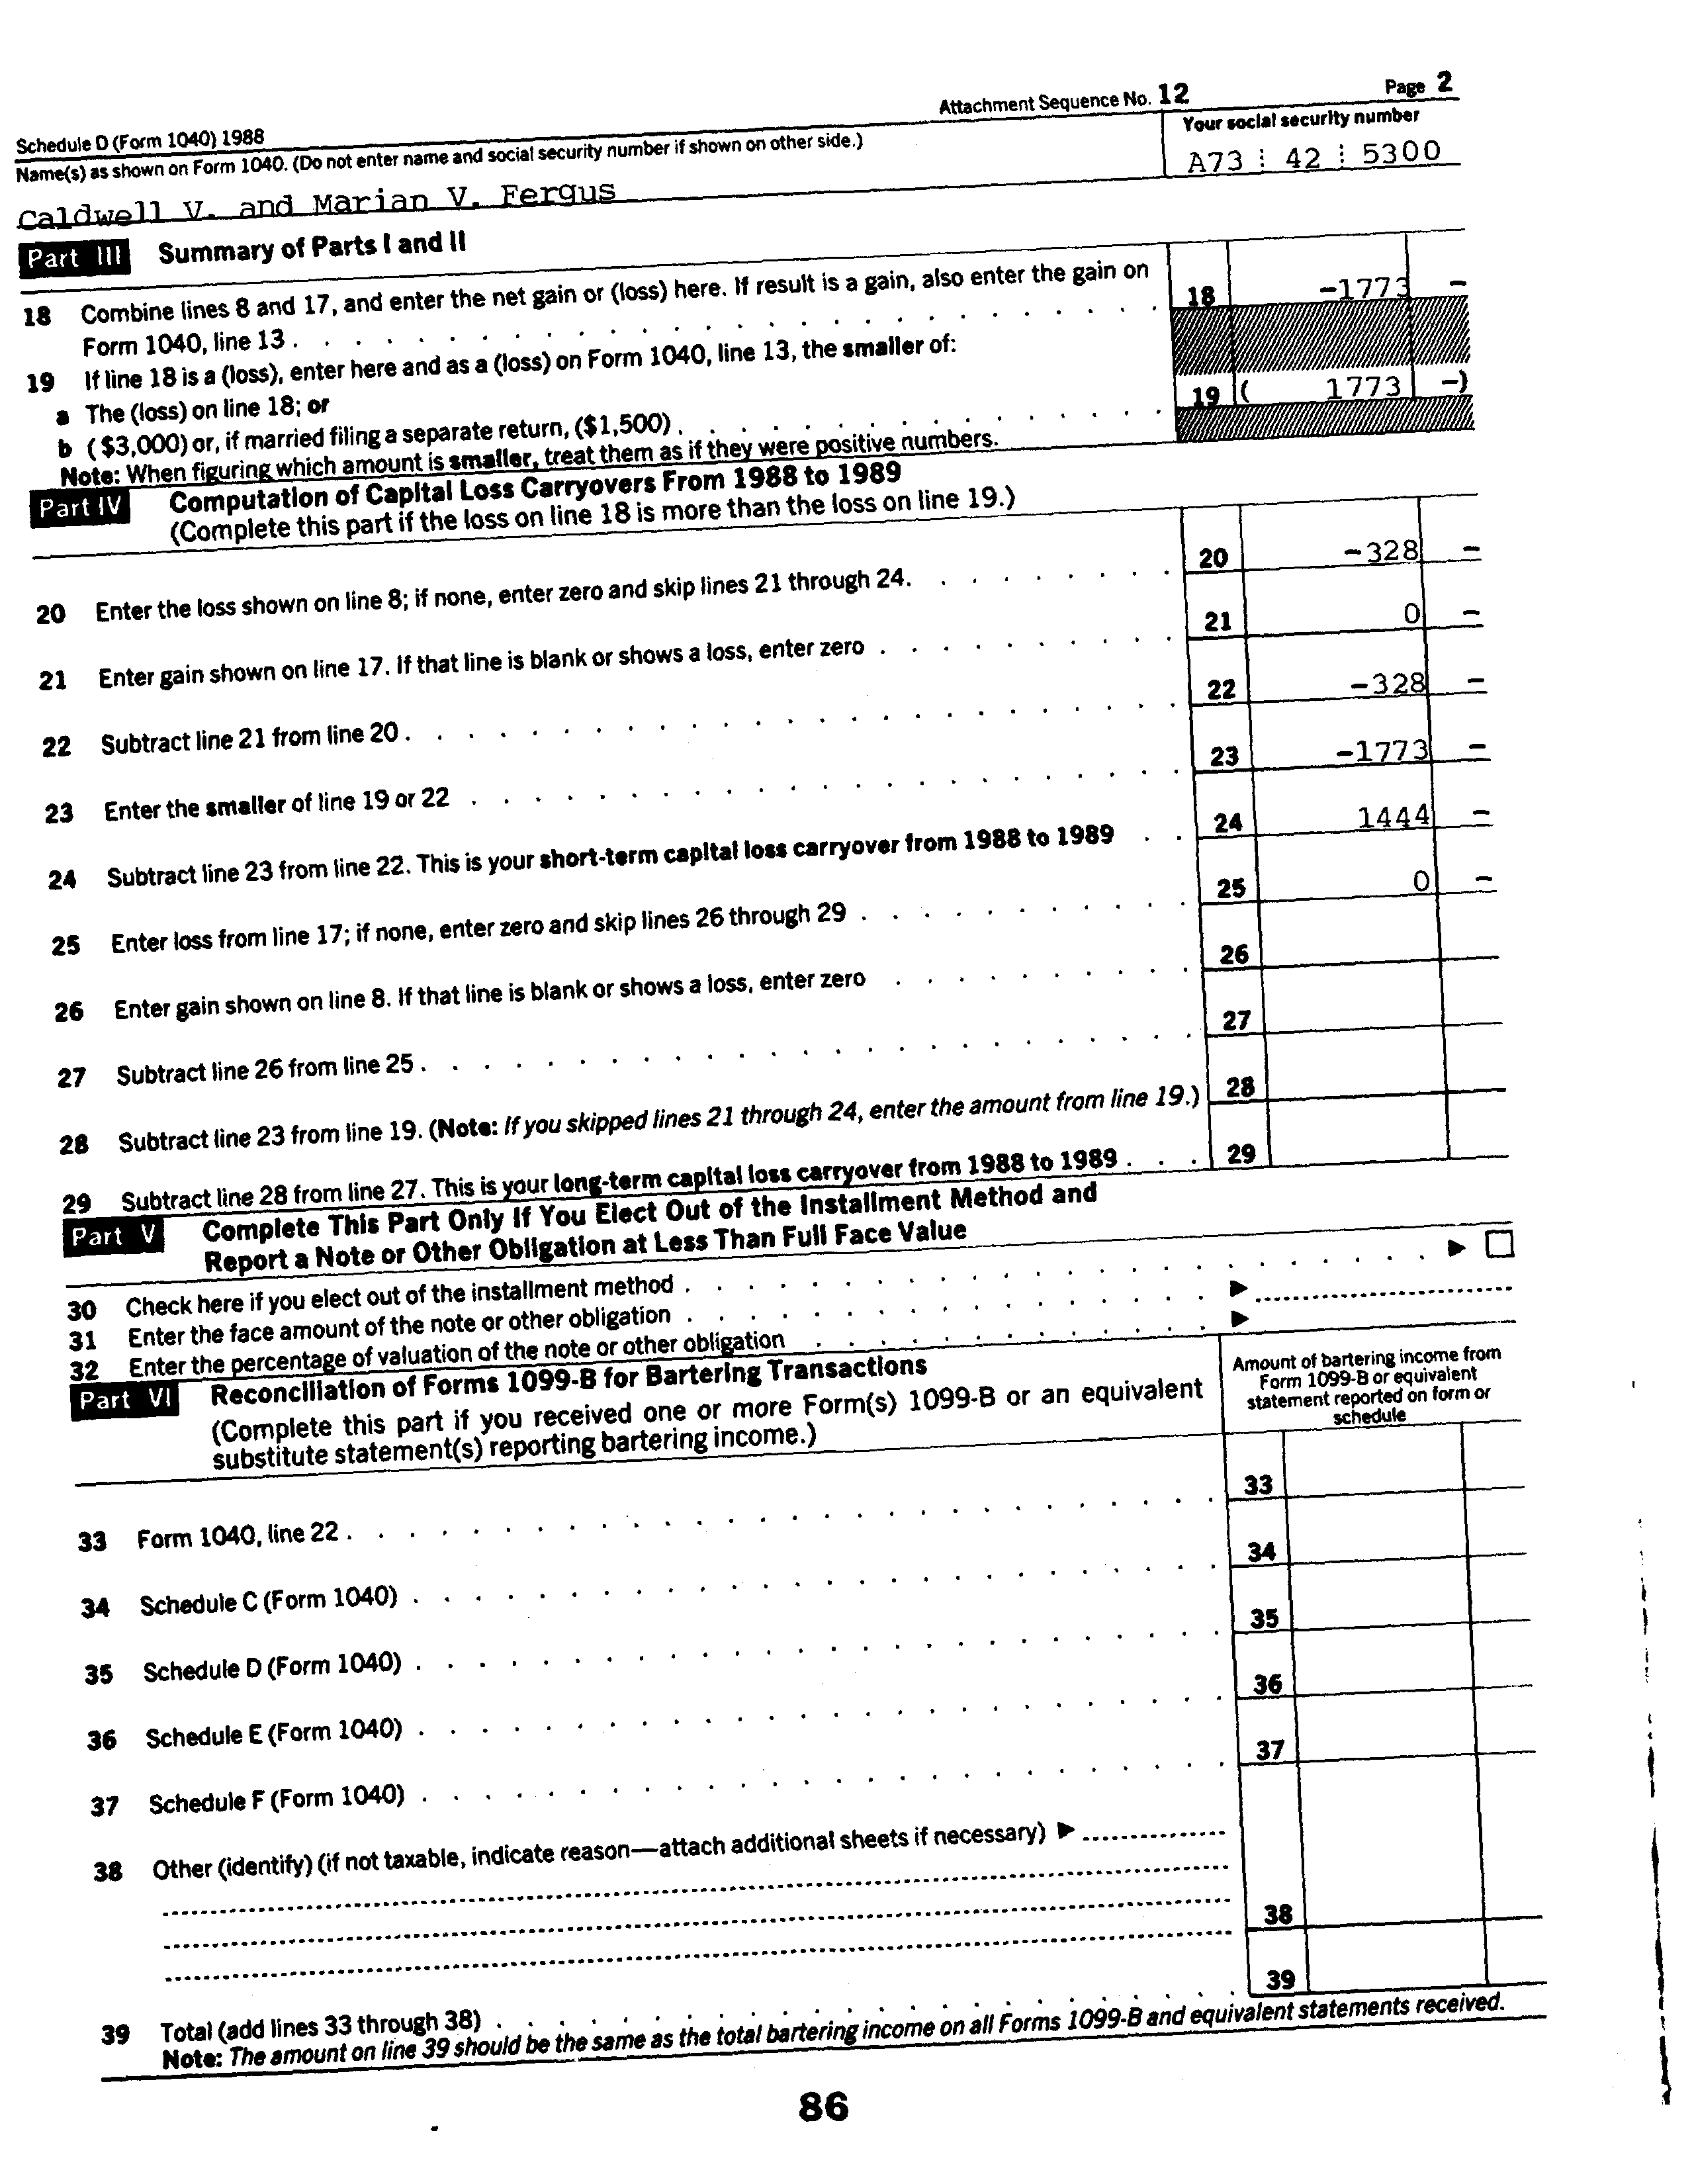 Schedule D (Form 1040) 1988 Attachment Sequence No. 12 Page 2
Name(s) as shown on Form 1040. (Do not enter name and social security number if shown on other side.) Your social security number
Caldwell V. and Marian V. Fergus A73 42 5300
Part III Summary of Parts I and II
18 Combine lines 8 and 17, and enter the net gain or (loss) here. If result is a gain, also enter the gain on
Form 1040, line 13 . . . 18 -1773 -
19 If line 18 is a (loss), enter here and as a (loss) on Form 1040, line 13, the smaller of:
a The (loss) on line 18; or
b ($3,000) or, if married filing a separate return, ($1,500) . . . 19 ( 1773 -)
Note: When figuring which amount is smaller, treat them as if they were positive numbers.
Part IV Computation of Capital Loss Carryovers From 1988 to 1989
(Complete this part if the loss on line 18 is more than the loss on line 19.)
20 Enter the loss shown on line 8; if none, enter zero and skip lines 21 through 24. . . . 20 -328 -
21 Enter gain shown on line 17. If that line is blank or shows a loss, enter zero . . . 21 0 -
22 Subtract line 21 from line 20 . . . 22 -328 -
23 Enter the smaller of line 19 or 22 . . . 23 -1773 -
24 Subtract line 23 from line 22. This is your short-term capital loss carryover from 1988 to 1989 . . 24 1444 -
25 Enter loss from line 17; if none, enter zero and skip lines 26 through 29 . . . 25 0 -
26 Enter gain shown on line 8. If that line is blank or shows a loss, enter zero . . . 26
27 Subtract line 26 from line 25 . . . 27
28 Subtract line 23 from line 19. (Note: If you skipped lines 21 through 24, enter the amount from line 19.) 28
29 Subtract line 28 from line 27. This is your long-term capital loss carryover from 1988 to 1989 . . . 29
Part V Complete This Part Only If You Elect Out of the Installment Method and
Report a Note or Other Obligation at Less Than Full Face Value
30 Check here if you elect out of the installment method . . . ▶ ☐
31 Enter the face amount of the note or other obligation . . . ▶
32 Enter the percentage of valuation of the note or other obligation . . . ▶
Part VI Reconciliation of Forms 1099-B for Bartering Transactions
(Complete this part if you received one or more Form(s) 1099-B or an equivalent
substitute statement(s) reporting bartering income.)
Amount of bartering income from
Form 1099-B or equivalent
statement reported on form or
schedule
33 Form 1040, line 22 . . . 33
34 Schedule C (Form 1040) . . . 34
35 Schedule D (Form 1040) . . . 35
36 Schedule E (Form 1040) . . . 36
37 Schedule F (Form 1040) . . . 37
38 Other (identify) (if not taxable, indicate reason—attach additional sheets if necessary) ▶
38
39 Total (add lines 33 through 38) . . . 39
Note: The amount on line 39 should be the same as the total bartering income on all Forms 1099-B and equivalent statements received.
86